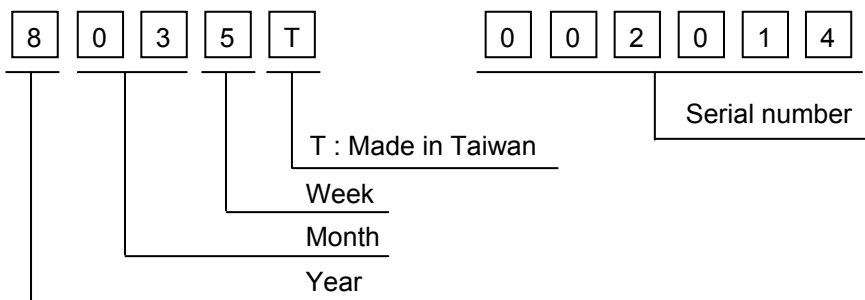 8 0 3 5 T 0 0 2 0 1 4
Serial number
T : Made in Taiwan
Week
Month
Year